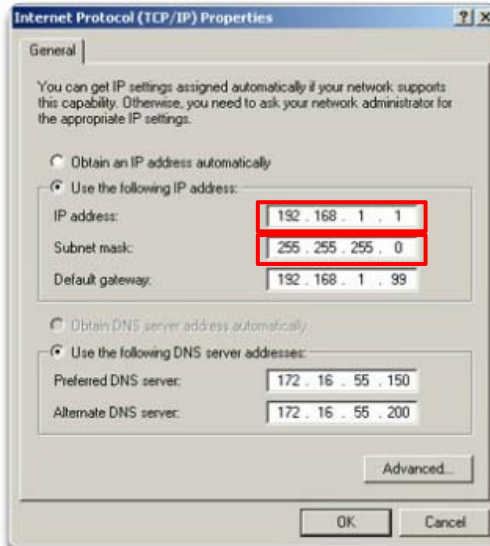 Internet Protocol (TCP/IP) Properties
General
You can get IP settings assigned automatically if your network supports
this capability. Otherwise, you need to ask your network administrator for
the appropriate IP settings.
Obtain an IP address automatically
Use the following IP address:
IP address: 192 . 168 . 1 . 1
Subnet mask: 255 . 255 . 255 . 0
Default gateway: 192 . 168 . 1 . 99
Obtain DNS server address automatically
Use the following DNS server addresses:
Preferred DNS server: 172 . 16 . 55 . 150
Alternate DNS server: 172 . 16 . 55 . 200
Advanced...
OK Cancel